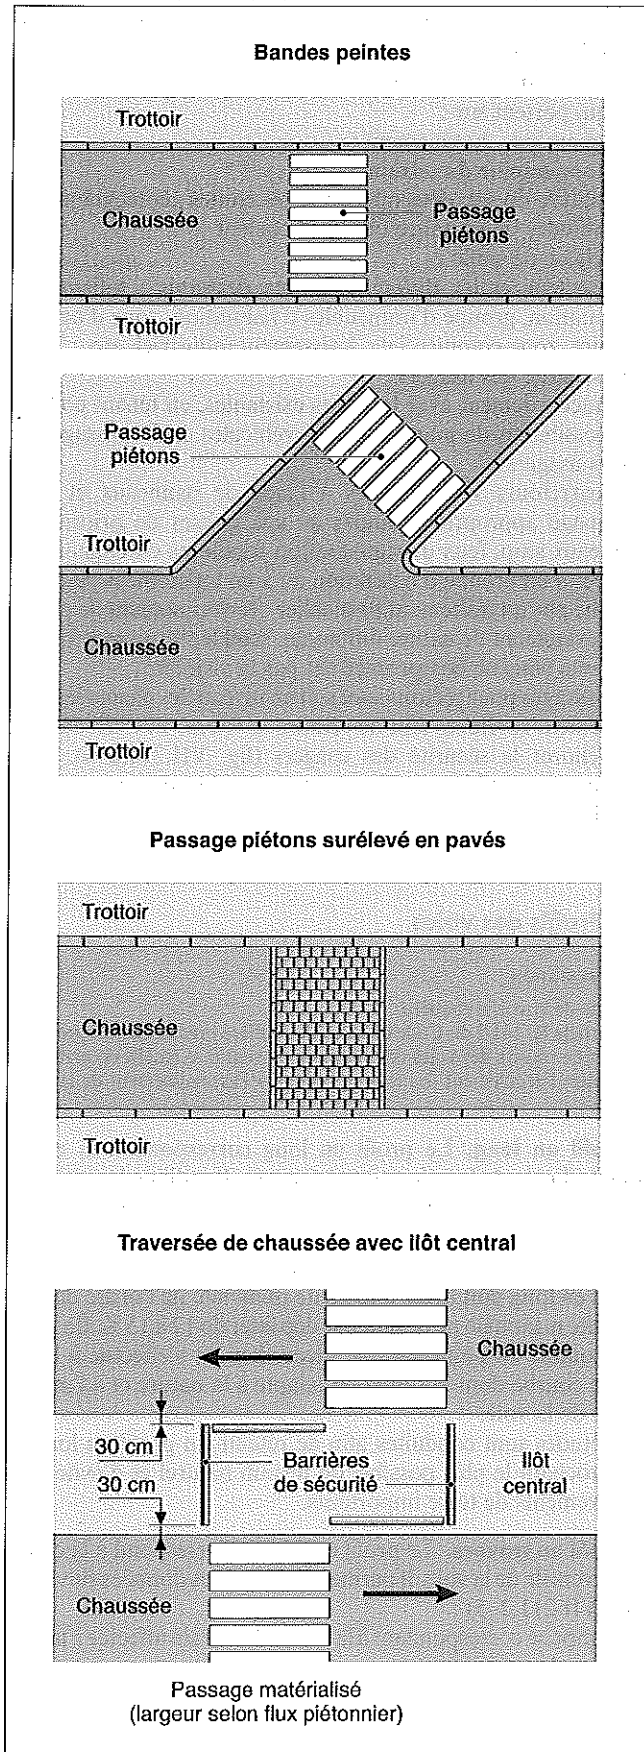 Bandes peintes
Trottoir
Chaussée
Passage
piétons
Trottoir
Passage
piétons
Trottoir
Chaussée
Trottoir
Passage piétons surélevé en pavés
Trottoir
Chaussée
Trottoir
Traversée de chaussée avec ilôt central
Chaussée
30 cm
30 cm
Barrières
de sécurité
Ilôt
central
Chaussée
Passage matérialisé
(largeur selon flux piétonnier)